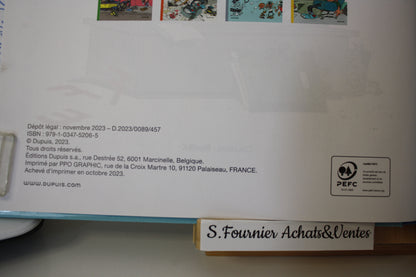 Dépôt légal : novembre 2023 – D.2023/0089/457
ISBN : 979-1-0347-5206-5
© Dupuis, 2023.
Tous droits réservés.
Éditions Dupuis s.a., rue Destrée 52, 6001 Marcinelle, Belgique.
Imprimé par PPO GRAPHIC, rue de la Croix Martre 10, 91120 Palaiseau, FRANCE.
Achevé d'imprimer en octobre 2023.
www.dupuis.com
PEFC
S.Fournier Achats&Ventes